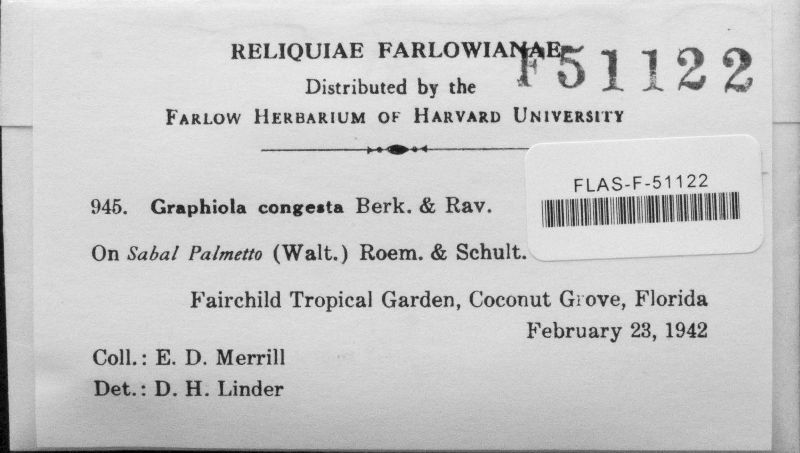 RELIQUIAE FARLOWIANAE
F51122
Distributed by the
FARLOW HERBARIUM OF HARVARD UNIVERSITY
FLAS-F-51122
945. Graphiola congesta Berk. & Rav.
On Sabal Palmetto (Walt.) Roem. & Schult.
Fairchild Tropical Garden, Coconut Grove, Florida
February 23, 1942
Coll.: E. D. Merrill
Det.: D. H. Linder